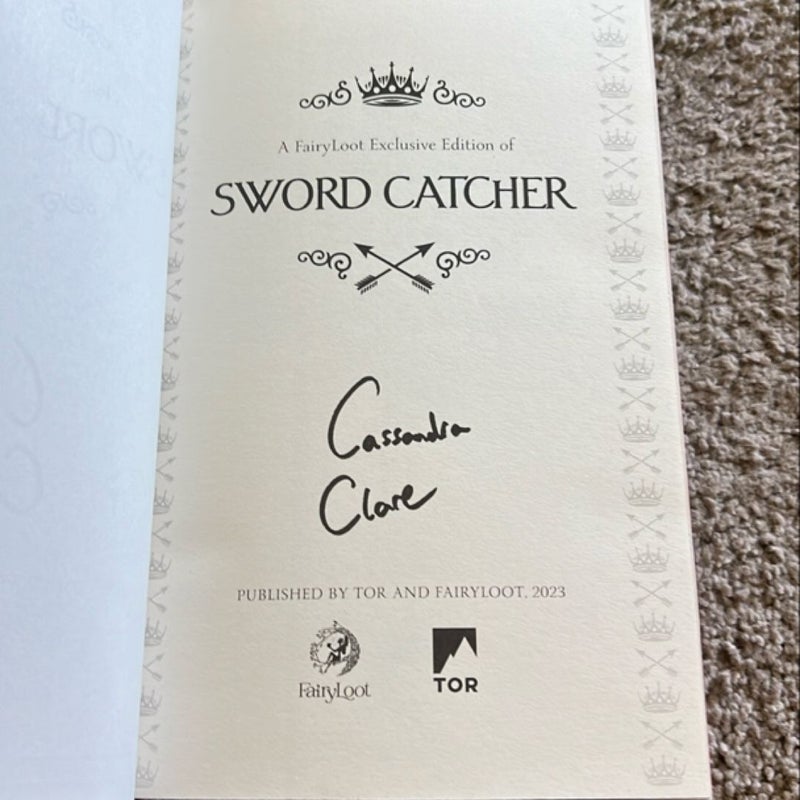 A FairyLoot Exclusive Edition of
SWORD CATCHER
Cassandra
Clare
PUBLISHED BY TOR AND FAIRYLOOT, 2023
FairyLoot
TOR